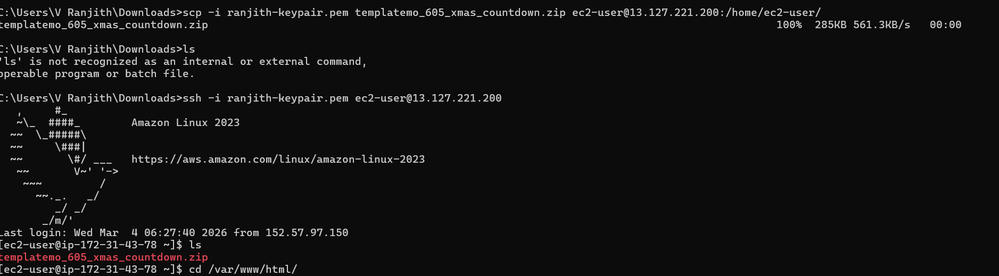 C:\Users\V Ranjith\Downloads>scp -i ranjith-keypair.pem templatemo_605_xmas_countdown.zip ec2-user@13.127.221.200:/home/ec2-user/
templatemo_605_xmas_countdown.zip                                                                                         100%  285KB 561.3KB/s   00:00
C:\Users\V Ranjith\Downloads>ls
'ls' is not recognized as an internal or external command,
operable program or batch file.
C:\Users\V Ranjith\Downloads>ssh -i ranjith-keypair.pem ec2-user@13.127.221.200
   ,     #_
   ~\_  ####_        Amazon Linux 2023
  ~~  \_#####\
  ~~     \###|
  ~~       \#/ ___   https://aws.amazon.com/linux/amazon-linux-2023
   ~~       V~' '->
    ~~~         /
      ~~._.   _/
         _/ _/
       _/m/'
Last login: Wed Mar  4 06:27:40 2026 from 152.57.97.150
[ec2-user@ip-172-31-43-78 ~]$ ls
templatemo_605_xmas_countdown.zip
[ec2-user@ip-172-31-43-78 ~]$ cd /var/www/html/